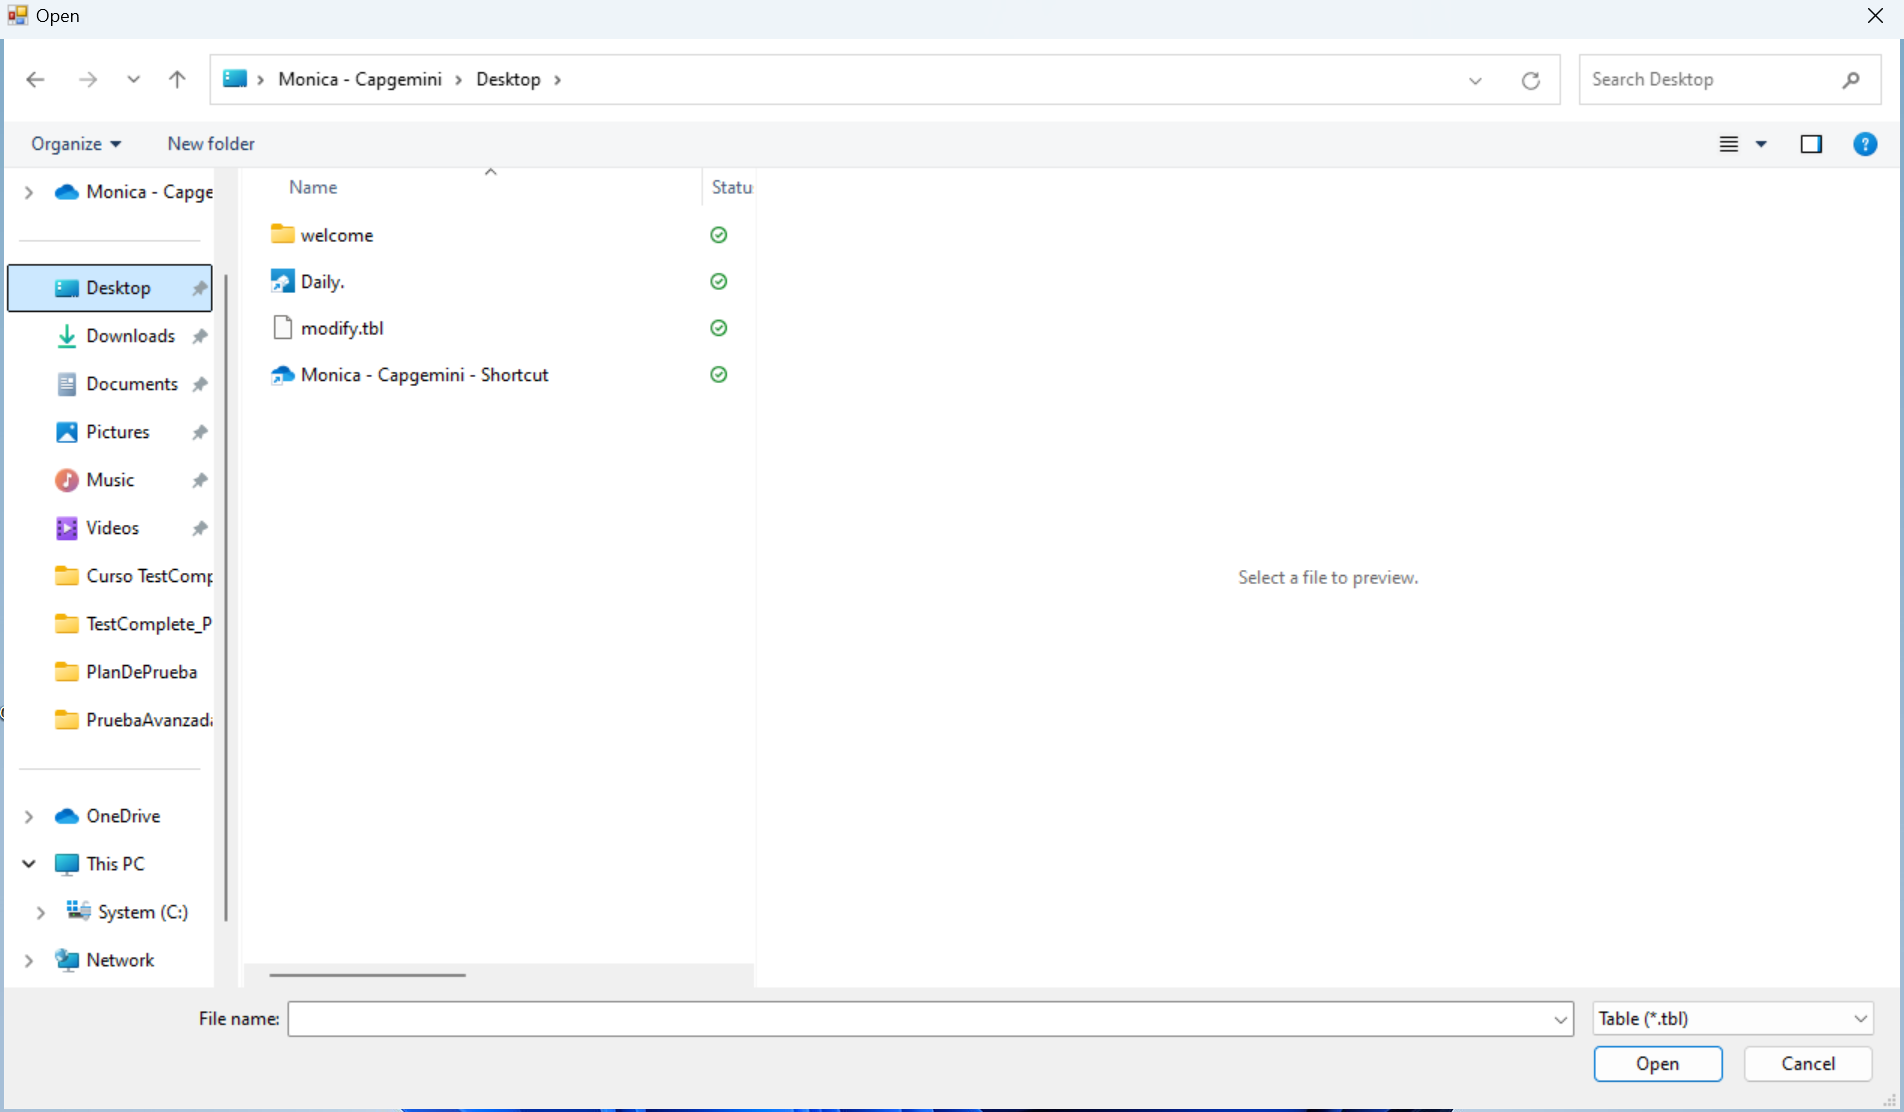 Open
Monica - Capgemini > Desktop >
Search Desktop
Organize
New folder
?
Name
Statu
Monica - Capge
welcome
Daily.
modify.tbl
Monica - Capgemini - Shortcut
Desktop
Downloads
Documents
Pictures
Music
Videos
Curso TestComp
TestComplete_P
PlanDePrueba
PruebaAvanzada
OneDrive
This PC
System (C:)
Network
Select a file to preview.
File name:
Table (*.tbl)
Open
Cancel